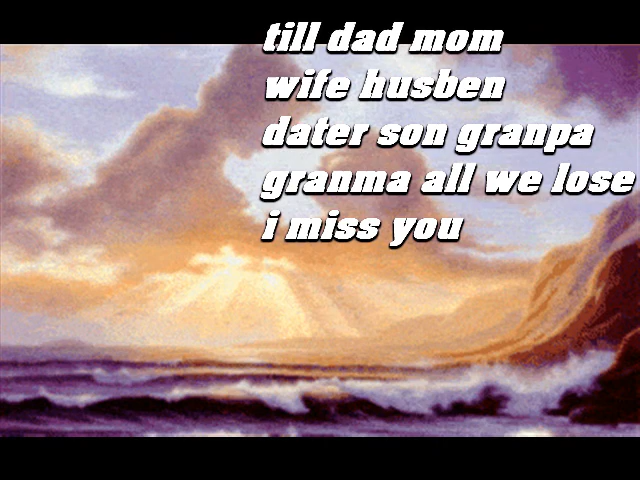 till dad mom
wife husben
dater son granpa
granma all we lose
i miss you